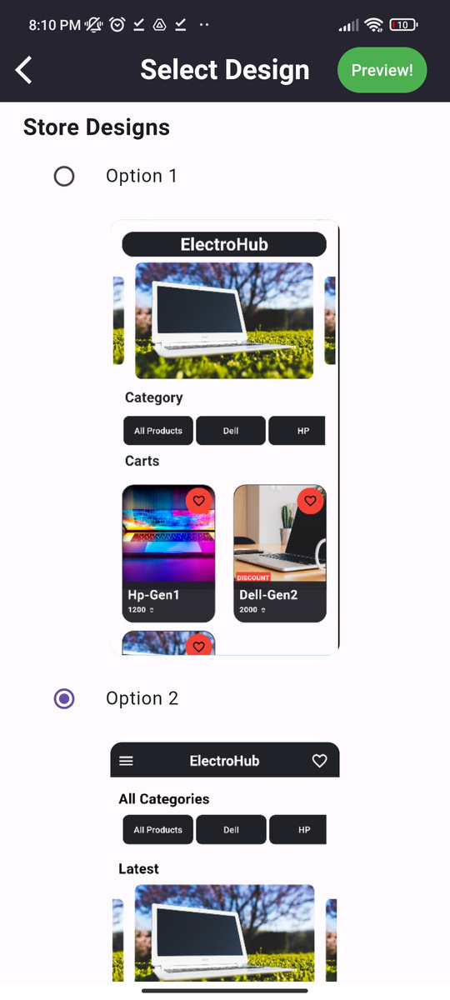 8:10 PM
10
Select Design
Preview!
Store Designs
Option 1
ElectroHub
Category
All Products
Dell
HP
Carts
DISCOUNT
Hp-Gen1
Dell-Gen2
1200
2000
Option 2
ElectroHub
All Categories
All Products
Dell
HP
Latest